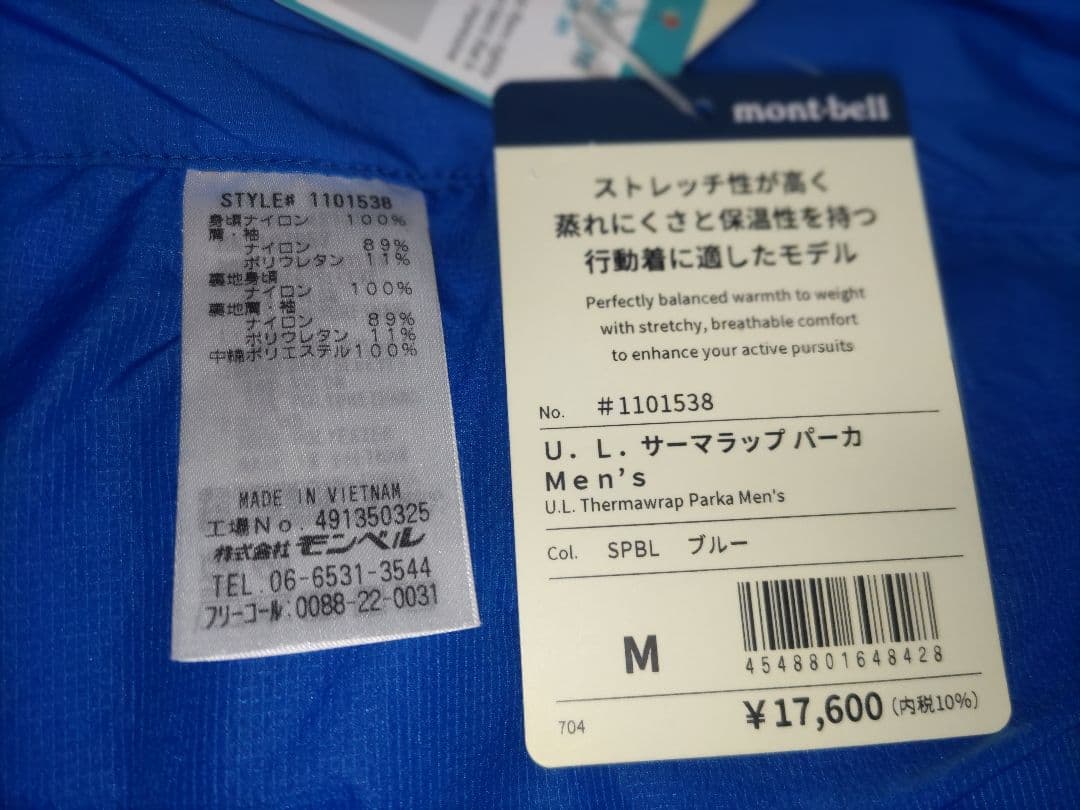 STYLE# 1101538
身頃ナイロン 100%
肩・袖
ナイロン 89%
ポリウレタン 11%
裏地身頃
ナイロン 100%
裏地肩・袖
ナイロン 89%
ポリウレタン 11%
中綿ポリエステル100%
MADE IN VIETNAM
工場No. 491350325
株式会社 モンベル
TEL.06-6531-3544
フリーコール:0088-22-0031
mont-bell
ストレッチ性が高く
蒸れにくさと保温性を持つ
行動着に適したモデル
Perfectly balanced warmth to weight
with stretchy, breathable comfort
to enhance your active pursuits
No. #1101538
U. L. サーマラップ パーカ
Men's
U.L. Thermawrap Parka Men's
Col. SPBL ブルー
M
4548801648428
704
¥17,600 (内税10%)